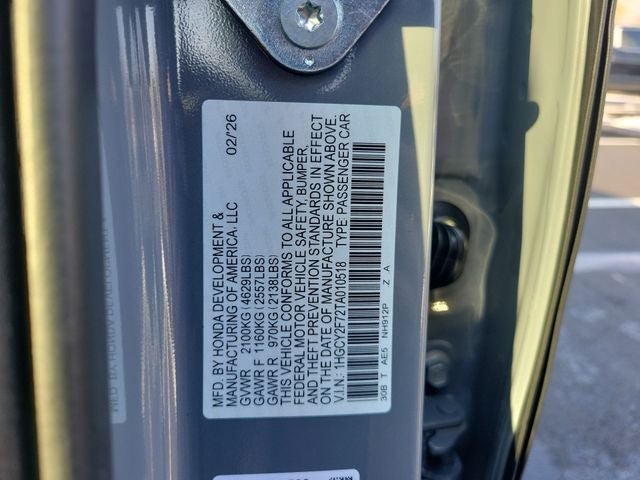 MFD. BY HONDA DEVELOPMENT &
MANUFACTURING OF AMERICA, LLC 02/'26
GVWR 2100KG(4629LBS)
GAWR F 1160KG(2557LBS)
GAWR R 970KG(2138LBS)
THIS VEHICLE CONFORMS TO ALL APPLICABLE
FEDERAL MOTOR VEHICLE SAFETY, BUMPER,
AND THEFT PREVENTION STANDARDS IN EFFECT
ON THE DATE OF MANUFACTURE SHOWN ABOVE.
V.I.N.: 1HGCY2F72TA010518 TYPE: PASSENGER CAR
30B T AE5 NH912P Z A